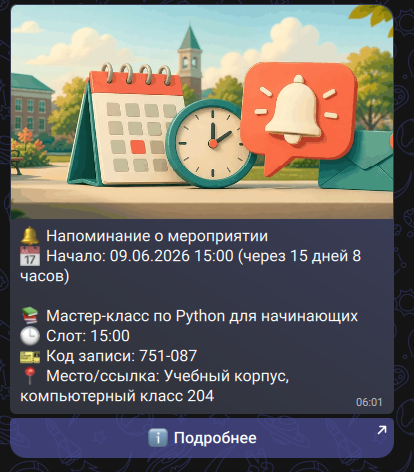 🔔 Напоминание о мероприятии
📅 Начало: 09.06.2026 15:00 (через 15 дней 8
часов)
📚 Мастер-класс по Python для начинающих
🕒 Слот: 15:00
🎫 Код записи: 751-087
📍 Место/ссылка: Учебный корпус,
компьютерный класс 204
06:01
ℹ️ Подробнее